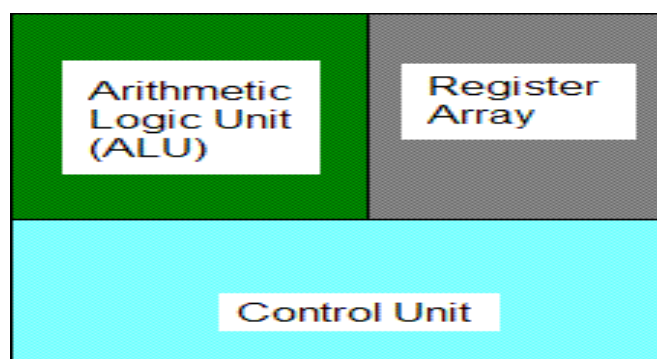 Arithmetic
Logic Unit
(ALU)
Register
Array
Control Unit